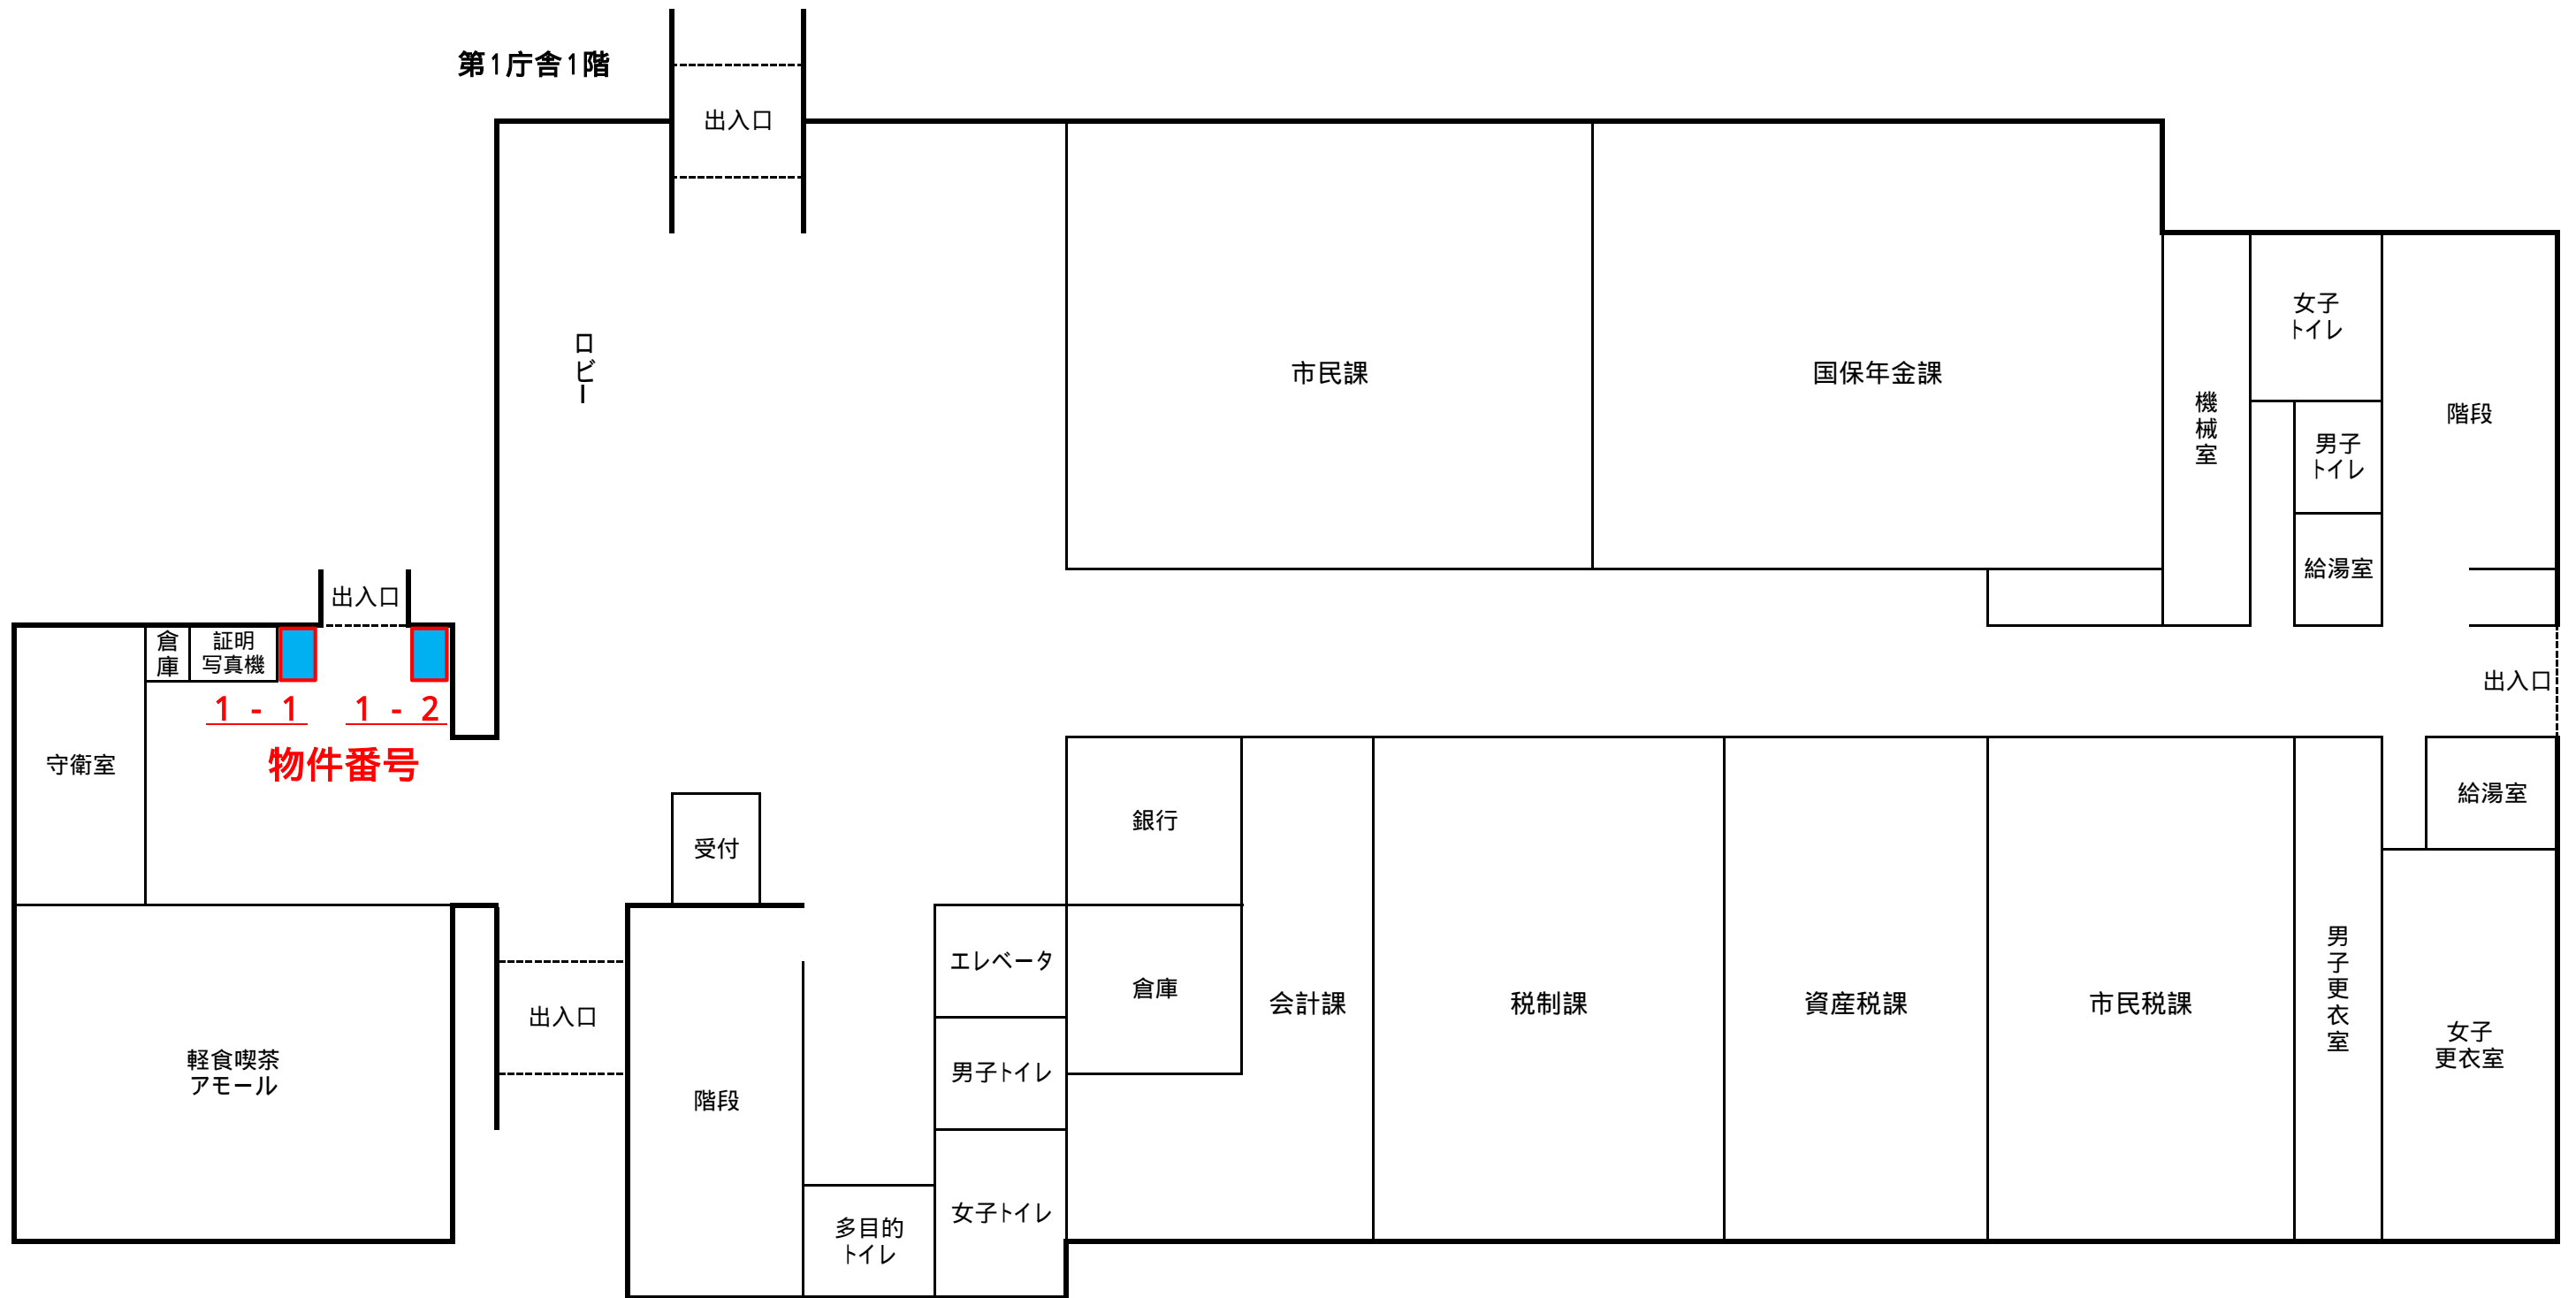 第1庁舎1階
出入口
ロビー
市民課
国保年金課
機械室
女子
トイレ
男子
トイレ
給湯室
階段
出入口
倉庫
証明
写真機
1-1
1-2
物件番号
守衛室
出入口
受付
銀行
給湯室
エレベータ
倉庫
会計課
税制課
資産税課
市民税課
男子更衣室
女子
更衣室
出入口
軽食喫茶
アモール
階段
男子トイレ
女子トイレ
多目的
トイレ